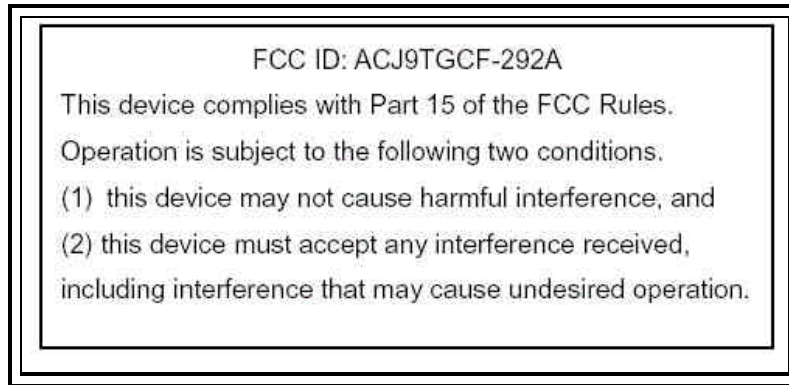 FCC ID: ACJ9TGCF-292A
This device complies with Part 15 of the FCC Rules.
Operation is subject to the following two conditions.
(1) this device may not cause harmful interference, and
(2) this device must accept any interference received,
including interference that may cause undesired operation.